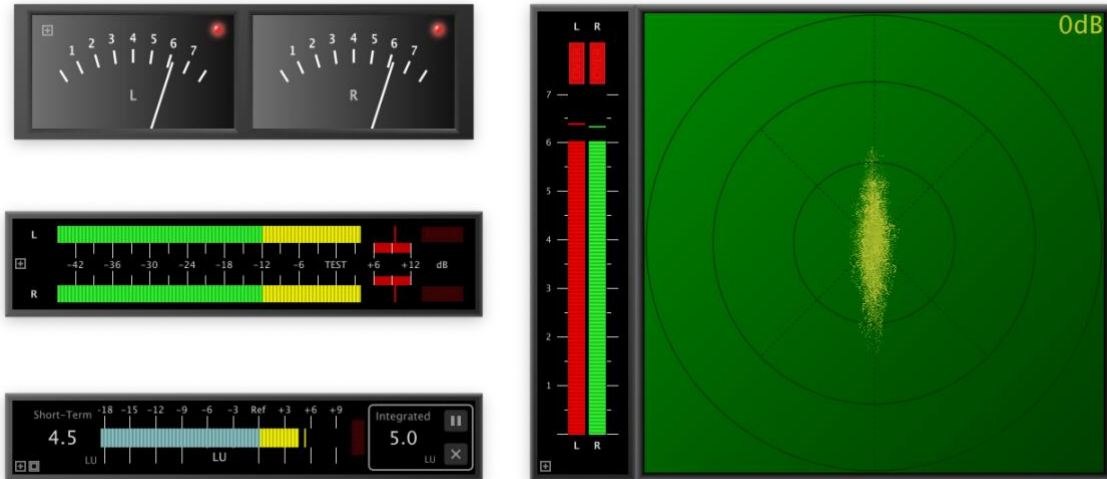 1 2 3 4 5 6 7
L
1 2 3 4 5 6 7
R
L
-42 -36 -30 -24 -18 -12 -6 TEST +6 +12 dB
R
Short-Term
4.5
LU
-18 -15 -12 -9 -6 -3 Ref +3 +6 +9
LU
Integrated
5.0
LU
L R
7
6
5
4
3
2
1
L R
0dB